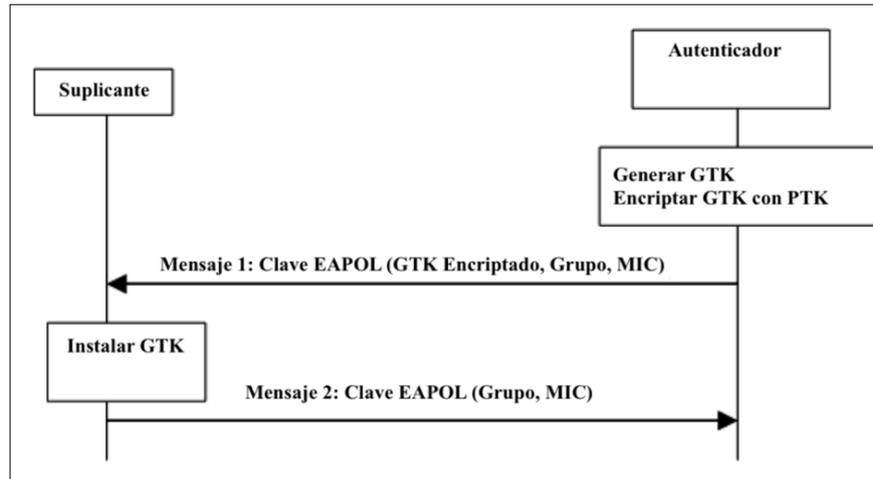 Autenticador
Suplicante
Generar GTK
Encriptar GTK con PTK
Mensaje 1: Clave EAPOL (GTK Encriptado, Grupo, MIC)
Instalar GTK
Mensaje 2: Clave EAPOL (Grupo, MIC)